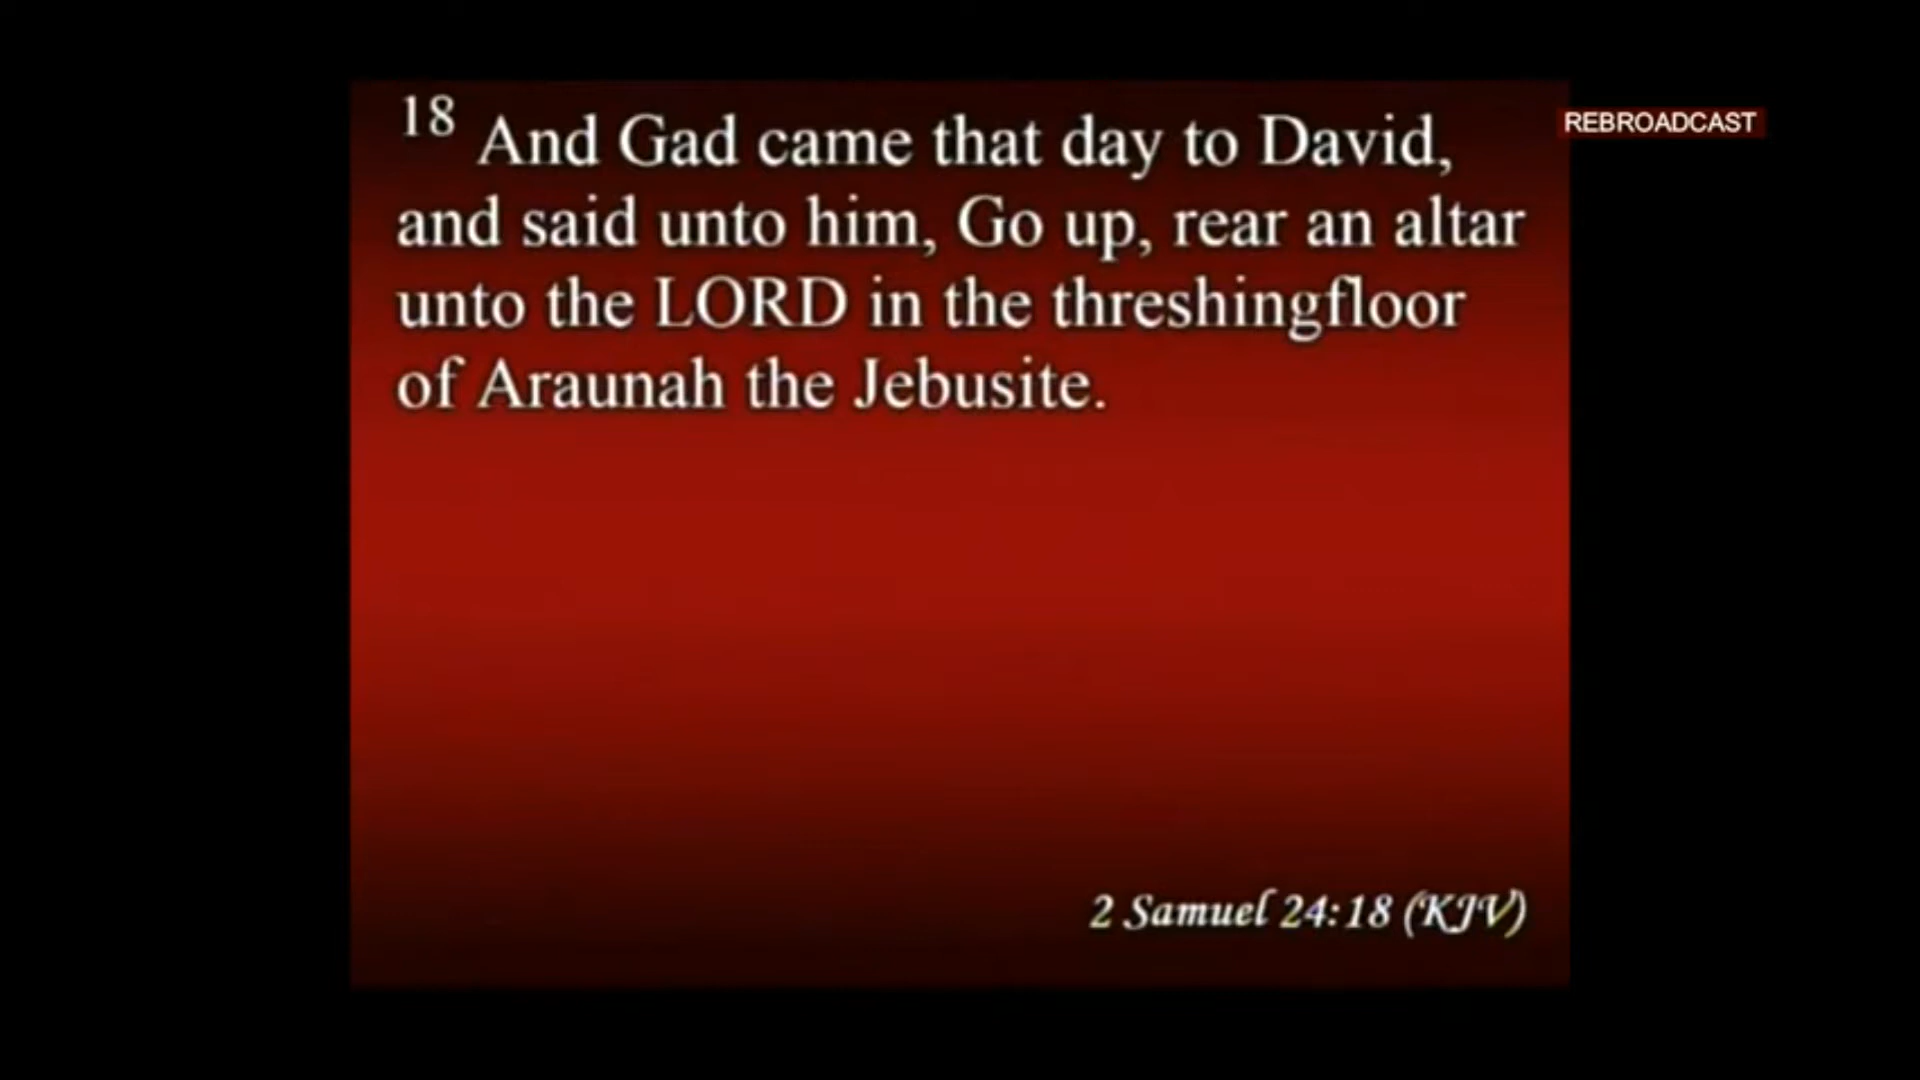 18 And Gad came that day to David,
and said unto him, Go up, rear an altar
unto the LORD in the threshingfloor
of Araunah the Jebusite.
2 Samuel 24:18 (KJV)
REBROADCAST